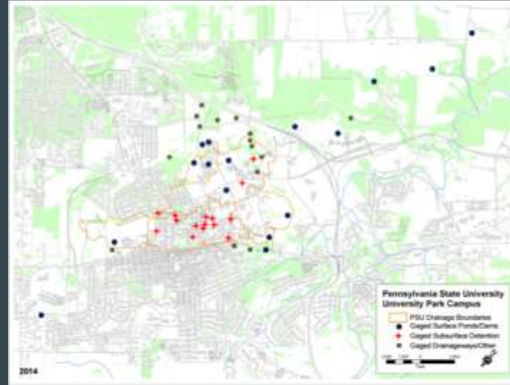 Pennsylvania State University
University Park Campus
PSU Drainage Boundaries
Gaged Surface Ponds/Dams
Gaged Subsurface Detention
Gaged Drainageways/Other
2014